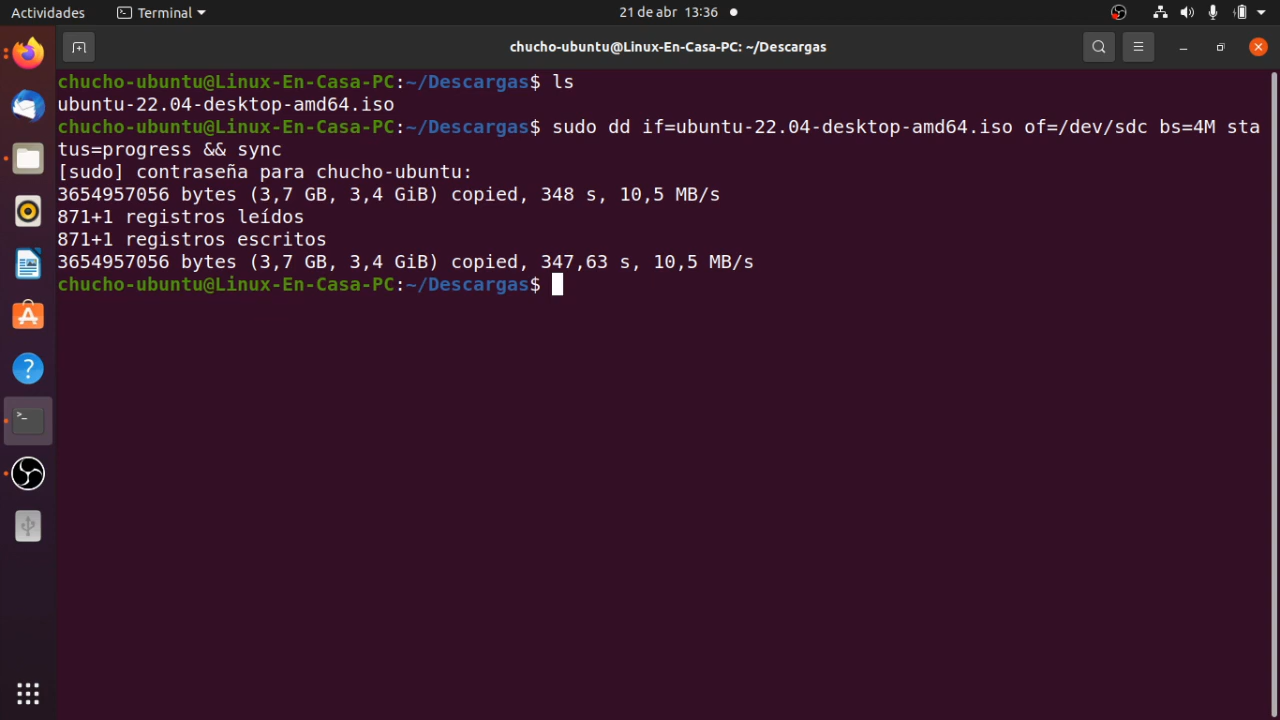 Actividades Terminal 21 de abr 13:36
chucho-ubuntu@Linux-En-Casa-PC: ~/Descargas
chucho-ubuntu@Linux-En-Casa-PC:~/Descargas$ ls
ubuntu-22.04-desktop-amd64.iso
chucho-ubuntu@Linux-En-Casa-PC:~/Descargas$ sudo dd if=ubuntu-22.04-desktop-amd64.iso of=/dev/sdc bs=4M sta
tus=progress && sync
[sudo] contraseña para chucho-ubuntu:
3654957056 bytes (3,7 GB, 3,4 GiB) copied, 348 s, 10,5 MB/s
871+1 registros leídos
871+1 registros escritos
3654957056 bytes (3,7 GB, 3,4 GiB) copied, 347,63 s, 10,5 MB/s
chucho-ubuntu@Linux-En-Casa-PC:~/Descargas$